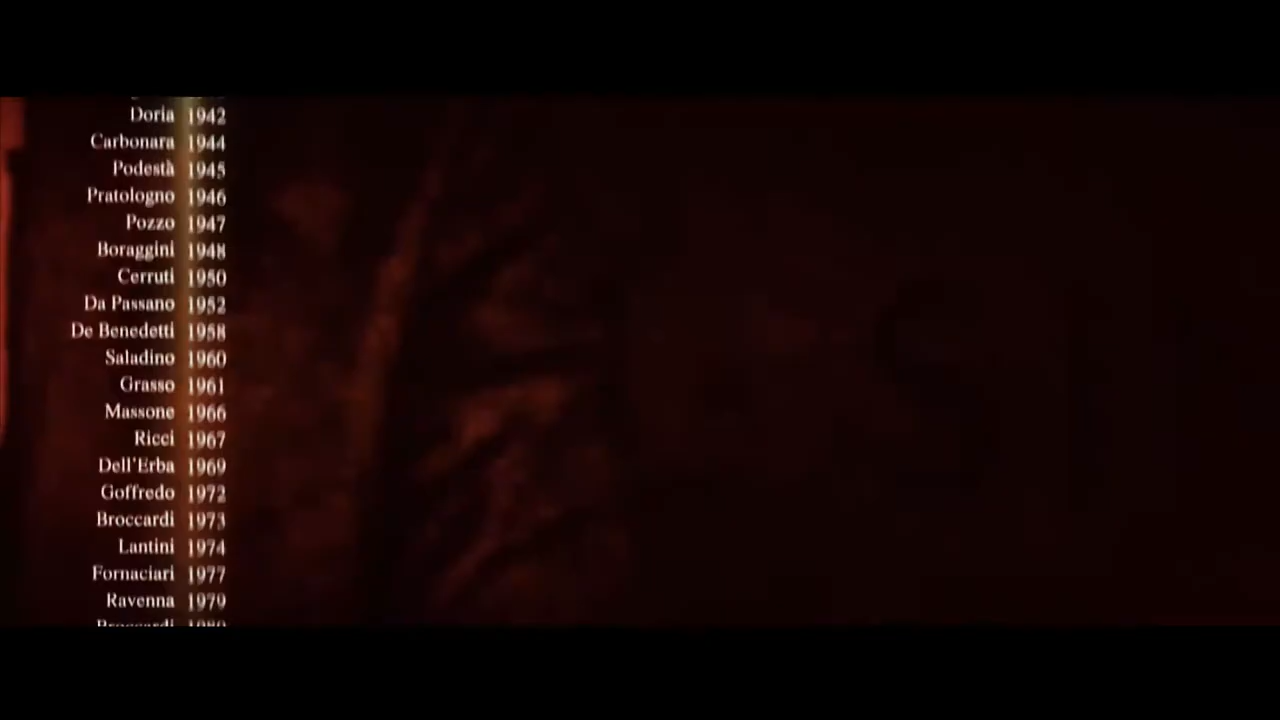 Doria 1942
Carbonara 1944
Podestà 1945
Pratologno 1946
Pozzo 1947
Boraggini 1948
Cerruti 1950
Da Passano 1952
De Benedetti 1958
Saladino 1960
Grasso 1961
Massone 1966
Ricci 1967
Dell'Erba 1969
Goffredo 1972
Broccardi 1973
Lantini 1974
Fornaciari 1977
Ravenna 1979
Broccardi 1980